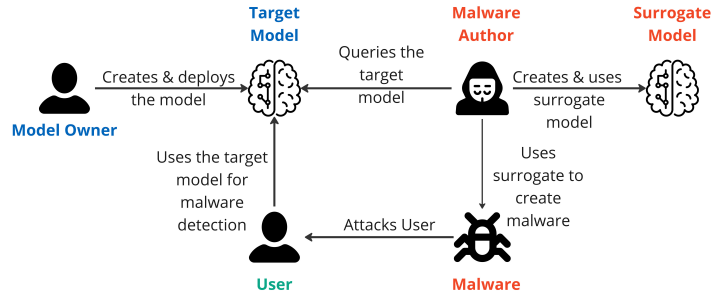 Target
Model
Malware
Author
Surrogate
Model
Creates & deploys
the model
Queries the
target
model
Creates & uses
surrogate
model
Model Owner
Uses the target
model for
malware
detection
Uses
surrogate to
create
malware
Attacks User
User
Malware